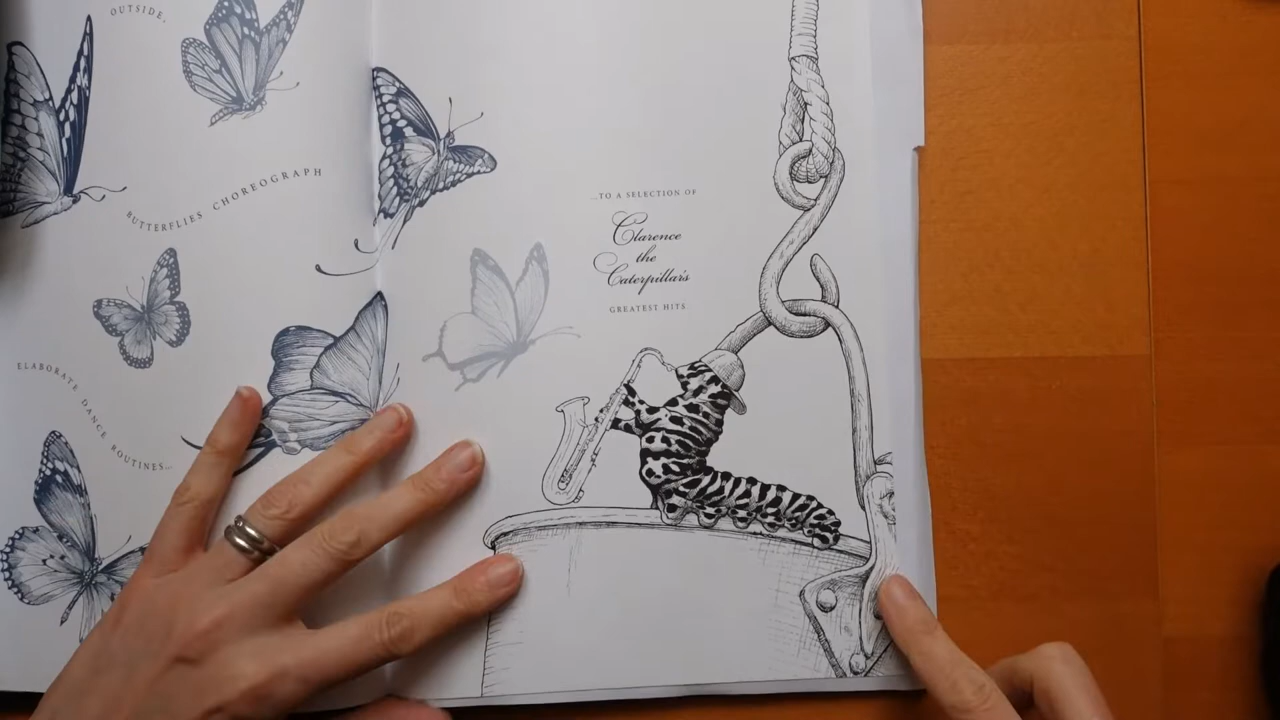 OUTSIDE,
BUTTERFLIES CHOREOGRAPH
ELABORATE DANCE ROUTINES...
...TO A SELECTION OF
Clarence
the
Caterpillar's
GREATEST HITS